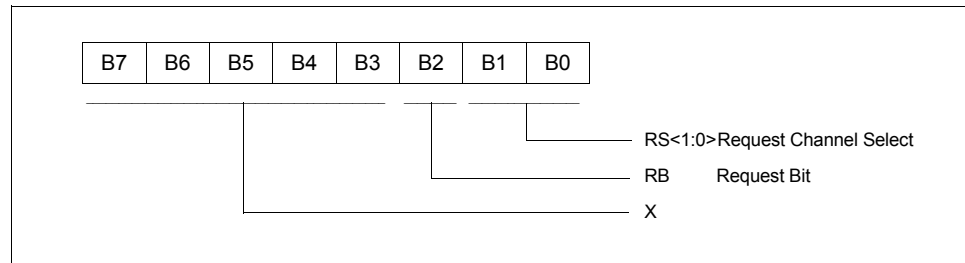 B7 B6 B5 B4 B3 B2 B1 B0
RS<1:0>Request Channel Select
RB Request Bit
X